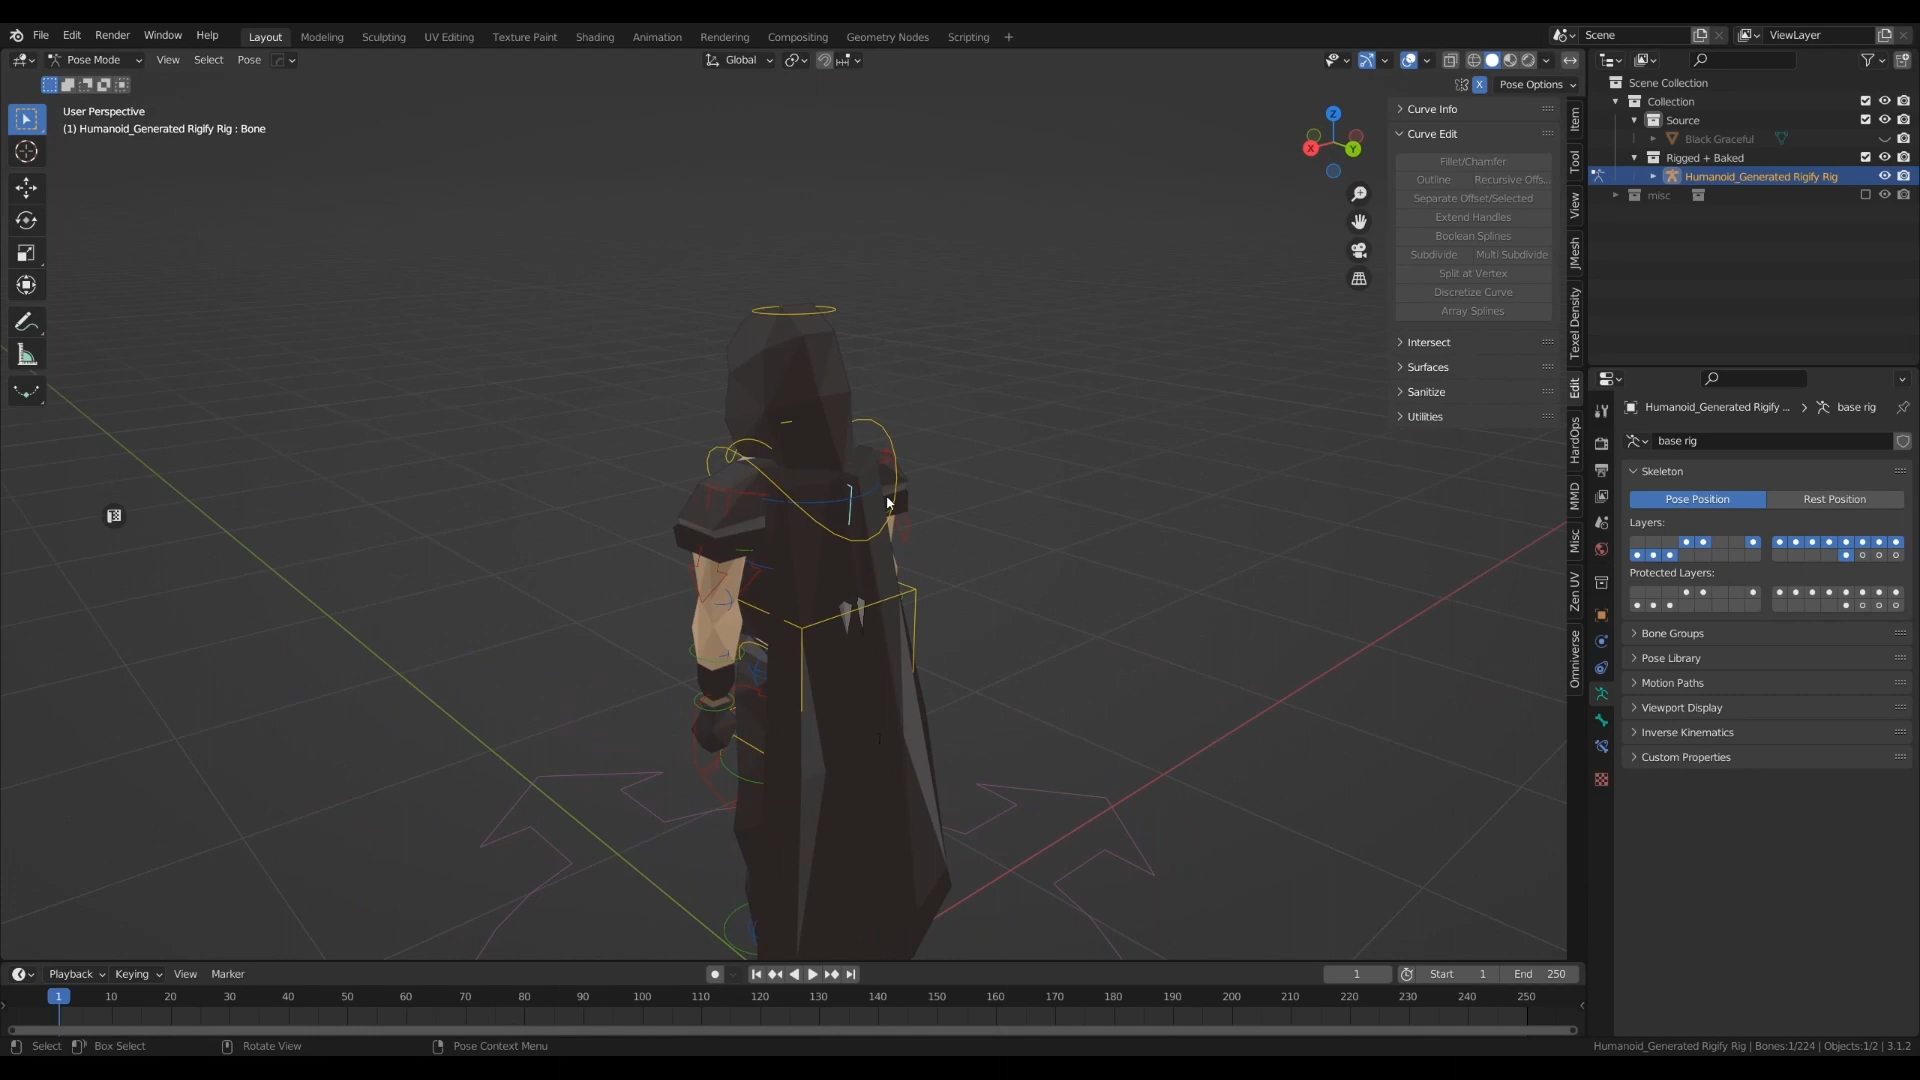 File Edit Render Window Help Layout Modeling Sculpting UV Editing Texture Paint Shading Animation Rendering Compositing Geometry Nodes Scripting + Scene ViewLayer
Pose Mode View Select Pose Global
X Pose Options
User Perspective
(1) Humanoid_Generated Rigify Rig : Bone
Z
X
Y
Curve Info
Curve Edit
Fillet/Chamfer
Outline Recursive Offs...
Separate Offset/Selected
Extend Handles
Boolean Splines
Subdivide Multi Subdivide
Split at Vertex
Discretize Curve
Array Splines
Intersect
Surfaces
Sanitize
Utilities
Item
Tool
View
JMesh
Texel Density
Edit
HardOps
MMD
Misc
Zen UV
Omniverse
Scene Collection
Collection
Source
Black Graceful
Rigged + Baked
Humanoid_Generated Rigify Rig
misc
Humanoid_Generated Rigify ... base rig
base rig
Skeleton
Pose Position Rest Position
Layers:
Protected Layers:
Bone Groups
Pose Library
Motion Paths
Viewport Display
Inverse Kinematics
Custom Properties
Playback Keying View Marker 1 Start 1 End 250
1 10 20 30 40 50 60 70 80 90 100 110 120 130 140 150 160 170 180 190 200 210 220 230 240 250
Select Box Select Rotate View Pose Context Menu Humanoid_Generated Rigify Rig | Bones:1/224 | Objects:1/2 | 3.1.2